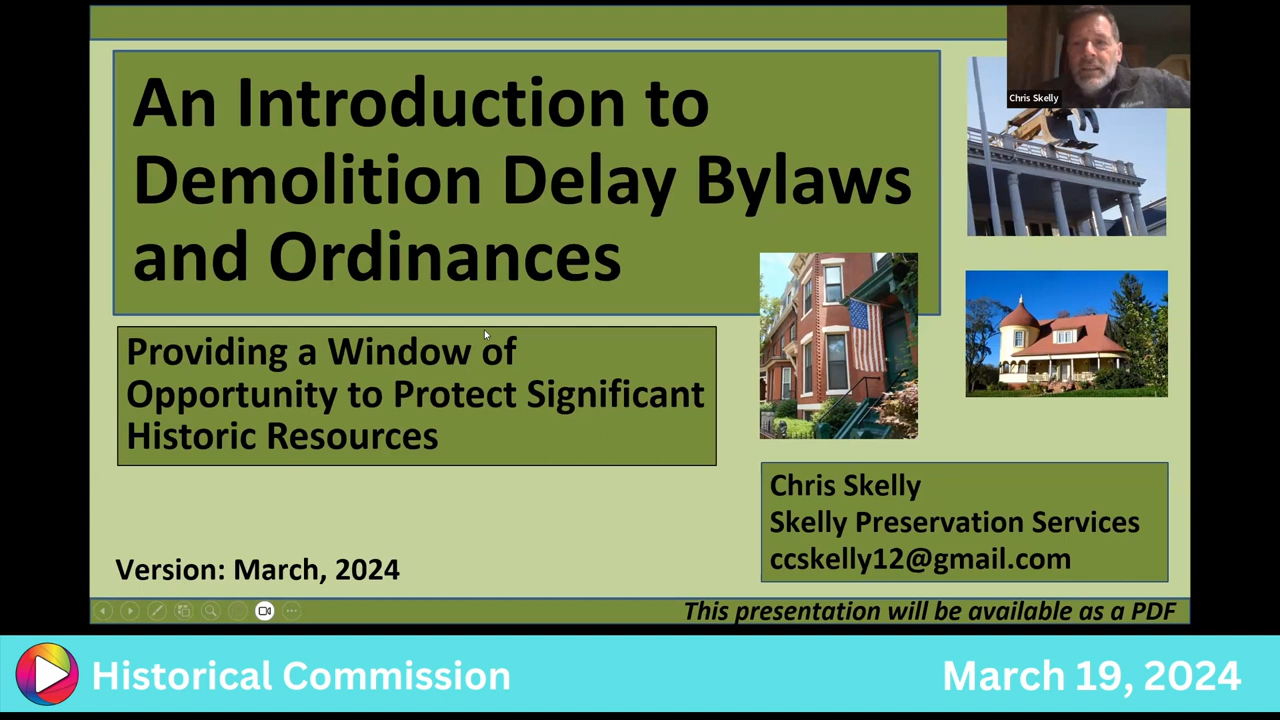 An Introduction to
Demolition Delay Bylaws
and Ordinances
Chris Skelly
Providing a Window of
Opportunity to Protect Significant
Historic Resources
Chris Skelly
Skelly Preservation Services
ccskelly12@gmail.com
Version: March, 2024
This presentation will be available as a PDF
Historical Commission
March 19, 2024